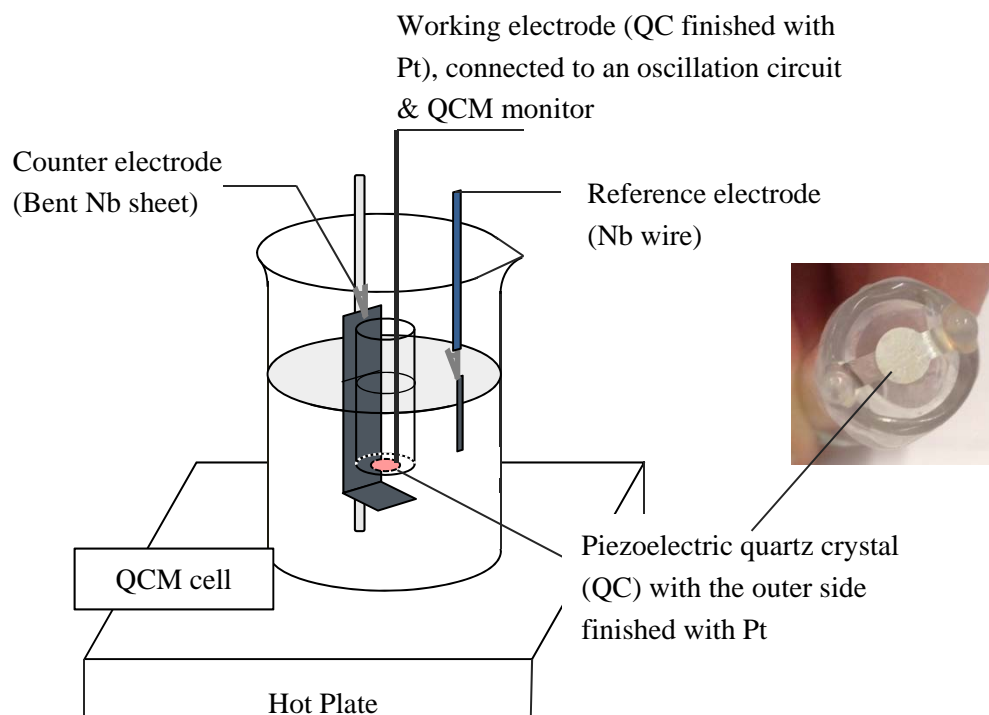 Working electrode (QC finished with
Pt), connected to an oscillation circuit
& QCM monitor
Counter electrode
(Bent Nb sheet)
Reference electrode
(Nb wire)
Piezoelectric quartz crystal
(QC) with the outer side
finished with Pt
QCM cell
Hot Plate